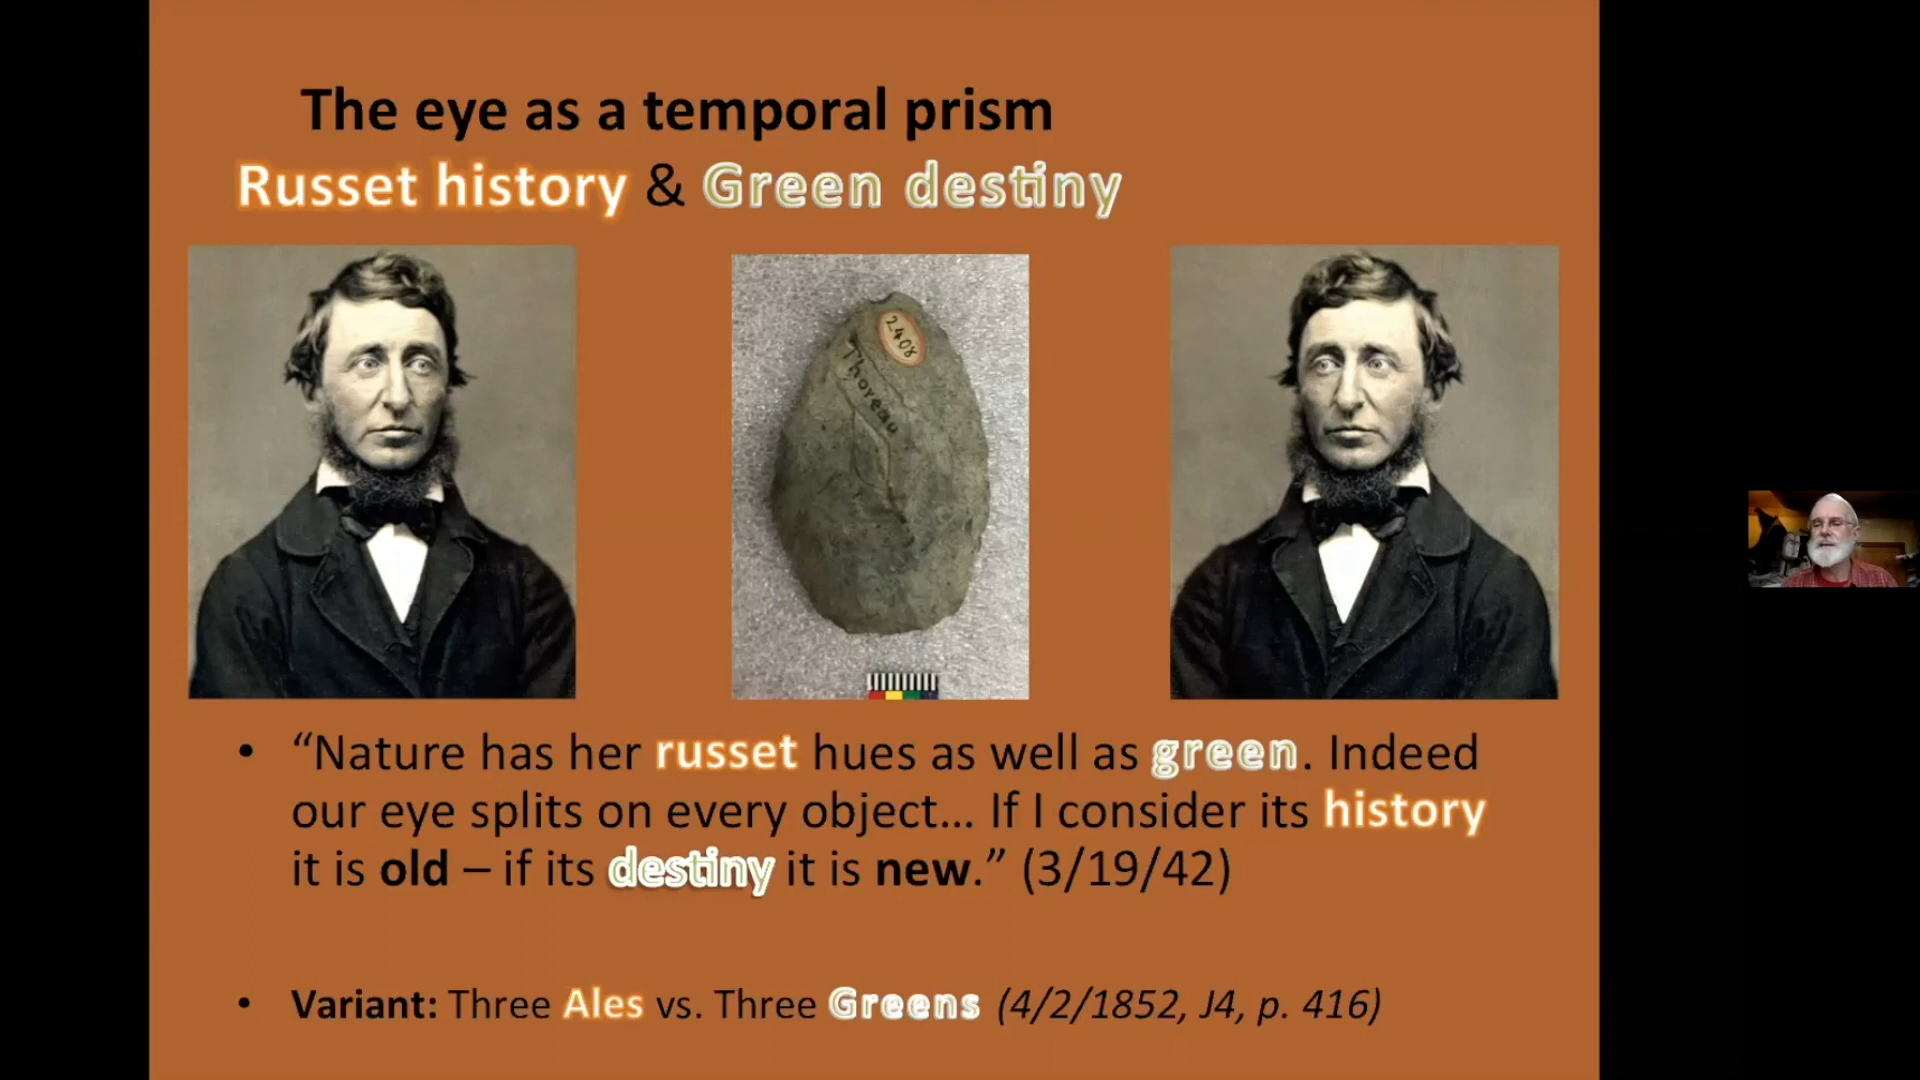 The eye as a temporal prism
Russet history & Green destiny
2408
Thoreau
• “Nature has her russet hues as well as green. Indeed
our eye splits on every object... If I consider its history
it is old – if its destiny it is new.” (3/19/42)
• Variant: Three Ales vs. Three Greens (4/2/1852, J4, p. 416)